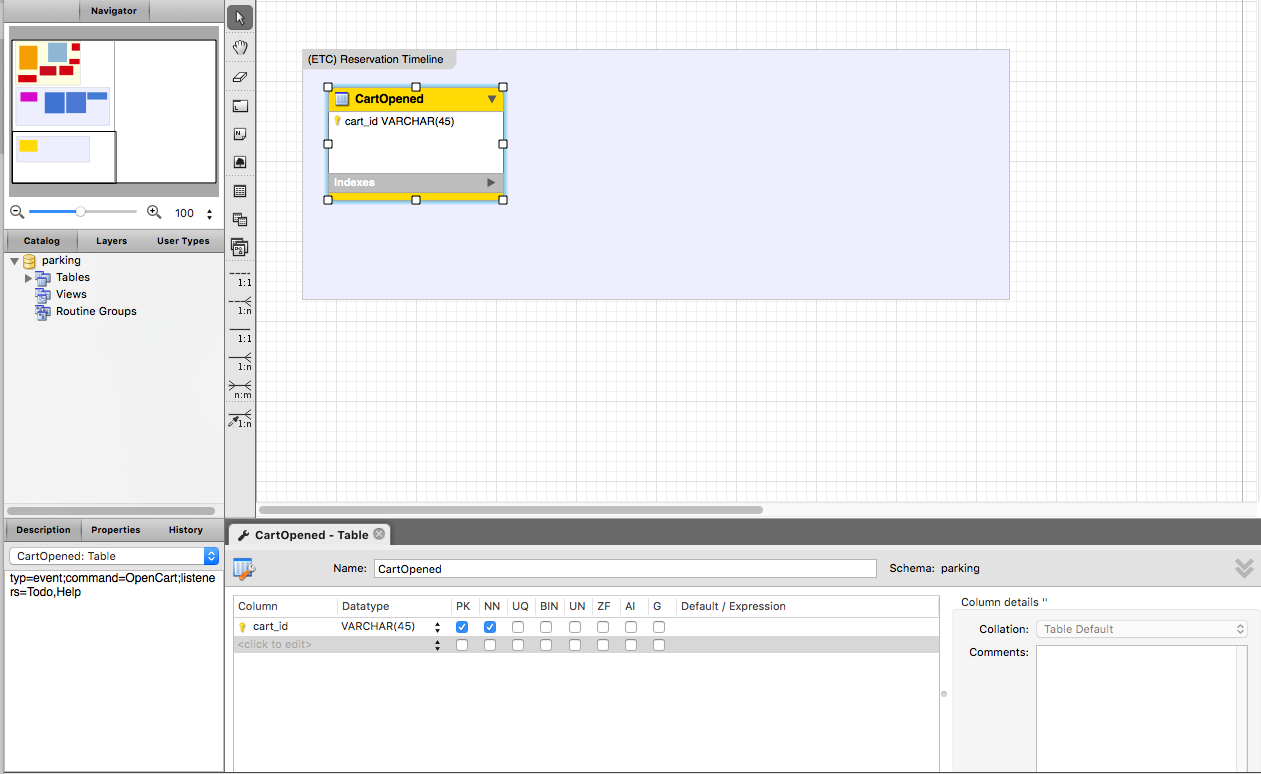 Navigator
100
Catalog Layers User Types
parking
Tables
Views
Routine Groups
1:1
1:n
1:1
1:n
n:m
1:n
(ETC) Reservation Timeline
CartOpened
cart_id VARCHAR(45)
Indexes
Description Properties History
CartOpened: Table
typ=event;command=OpenCart;listene
rs=Todo,Help
CartOpened - Table
Name: CartOpened Schema: parking
Column Datatype PK NN UQ BIN UN ZF AI G Default / Expression
cart_id VARCHAR(45)
<click to edit>
Column details ''
Collation: Table Default
Comments: